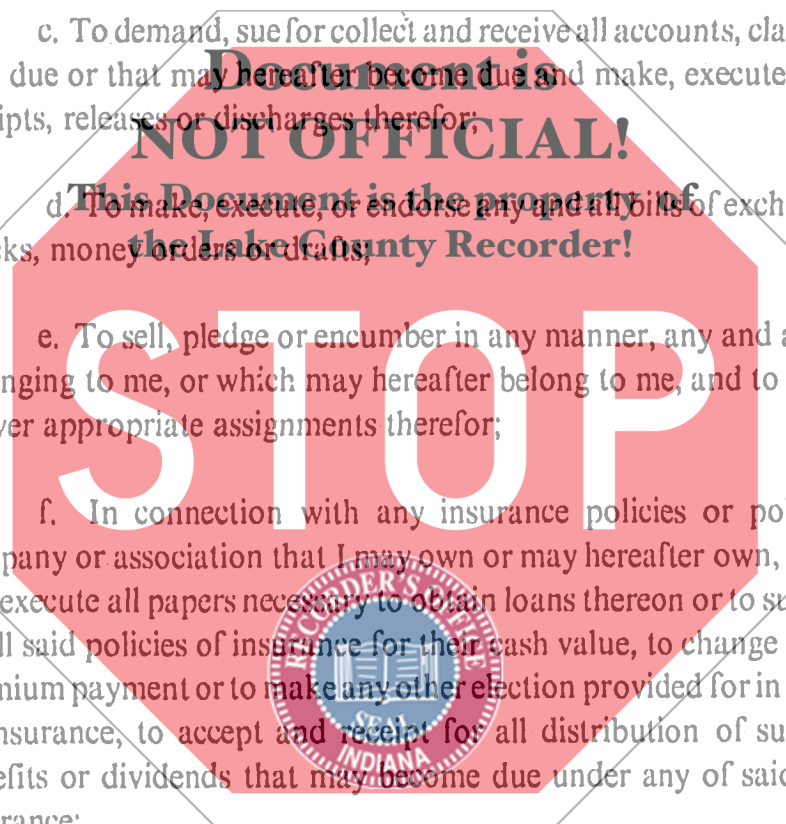 c. To demand, sue for collect and receive all accounts, cla
due or that may hereafter become due and make, execute
ipts, releases or discharges therefor;
Document is
NOT OFFICIAL!
d. To make, execute, or endorse any and all bills of exch
ks, money orders or drafts;
This Document is the property of
the Lake County Recorder!
e. To sell, pledge or encumber in any manner, any and a
nging to me, or which may hereafter belong to me, and to
er appropriate assignments therefor;
STOP
f. In connection with any insurance policies or po
pany or association that I may own or may hereafter own,
execute all papers necessary to obtain loans thereon or to su
ll said policies of insurance for their cash value, to change
nium payment or to make any other election provided for in
nsurance, to accept and receipt for all distribution of su
efits or dividends that may become due under any of said
rance;
RECORDER'S OFFICE
SEAL
INDIANA